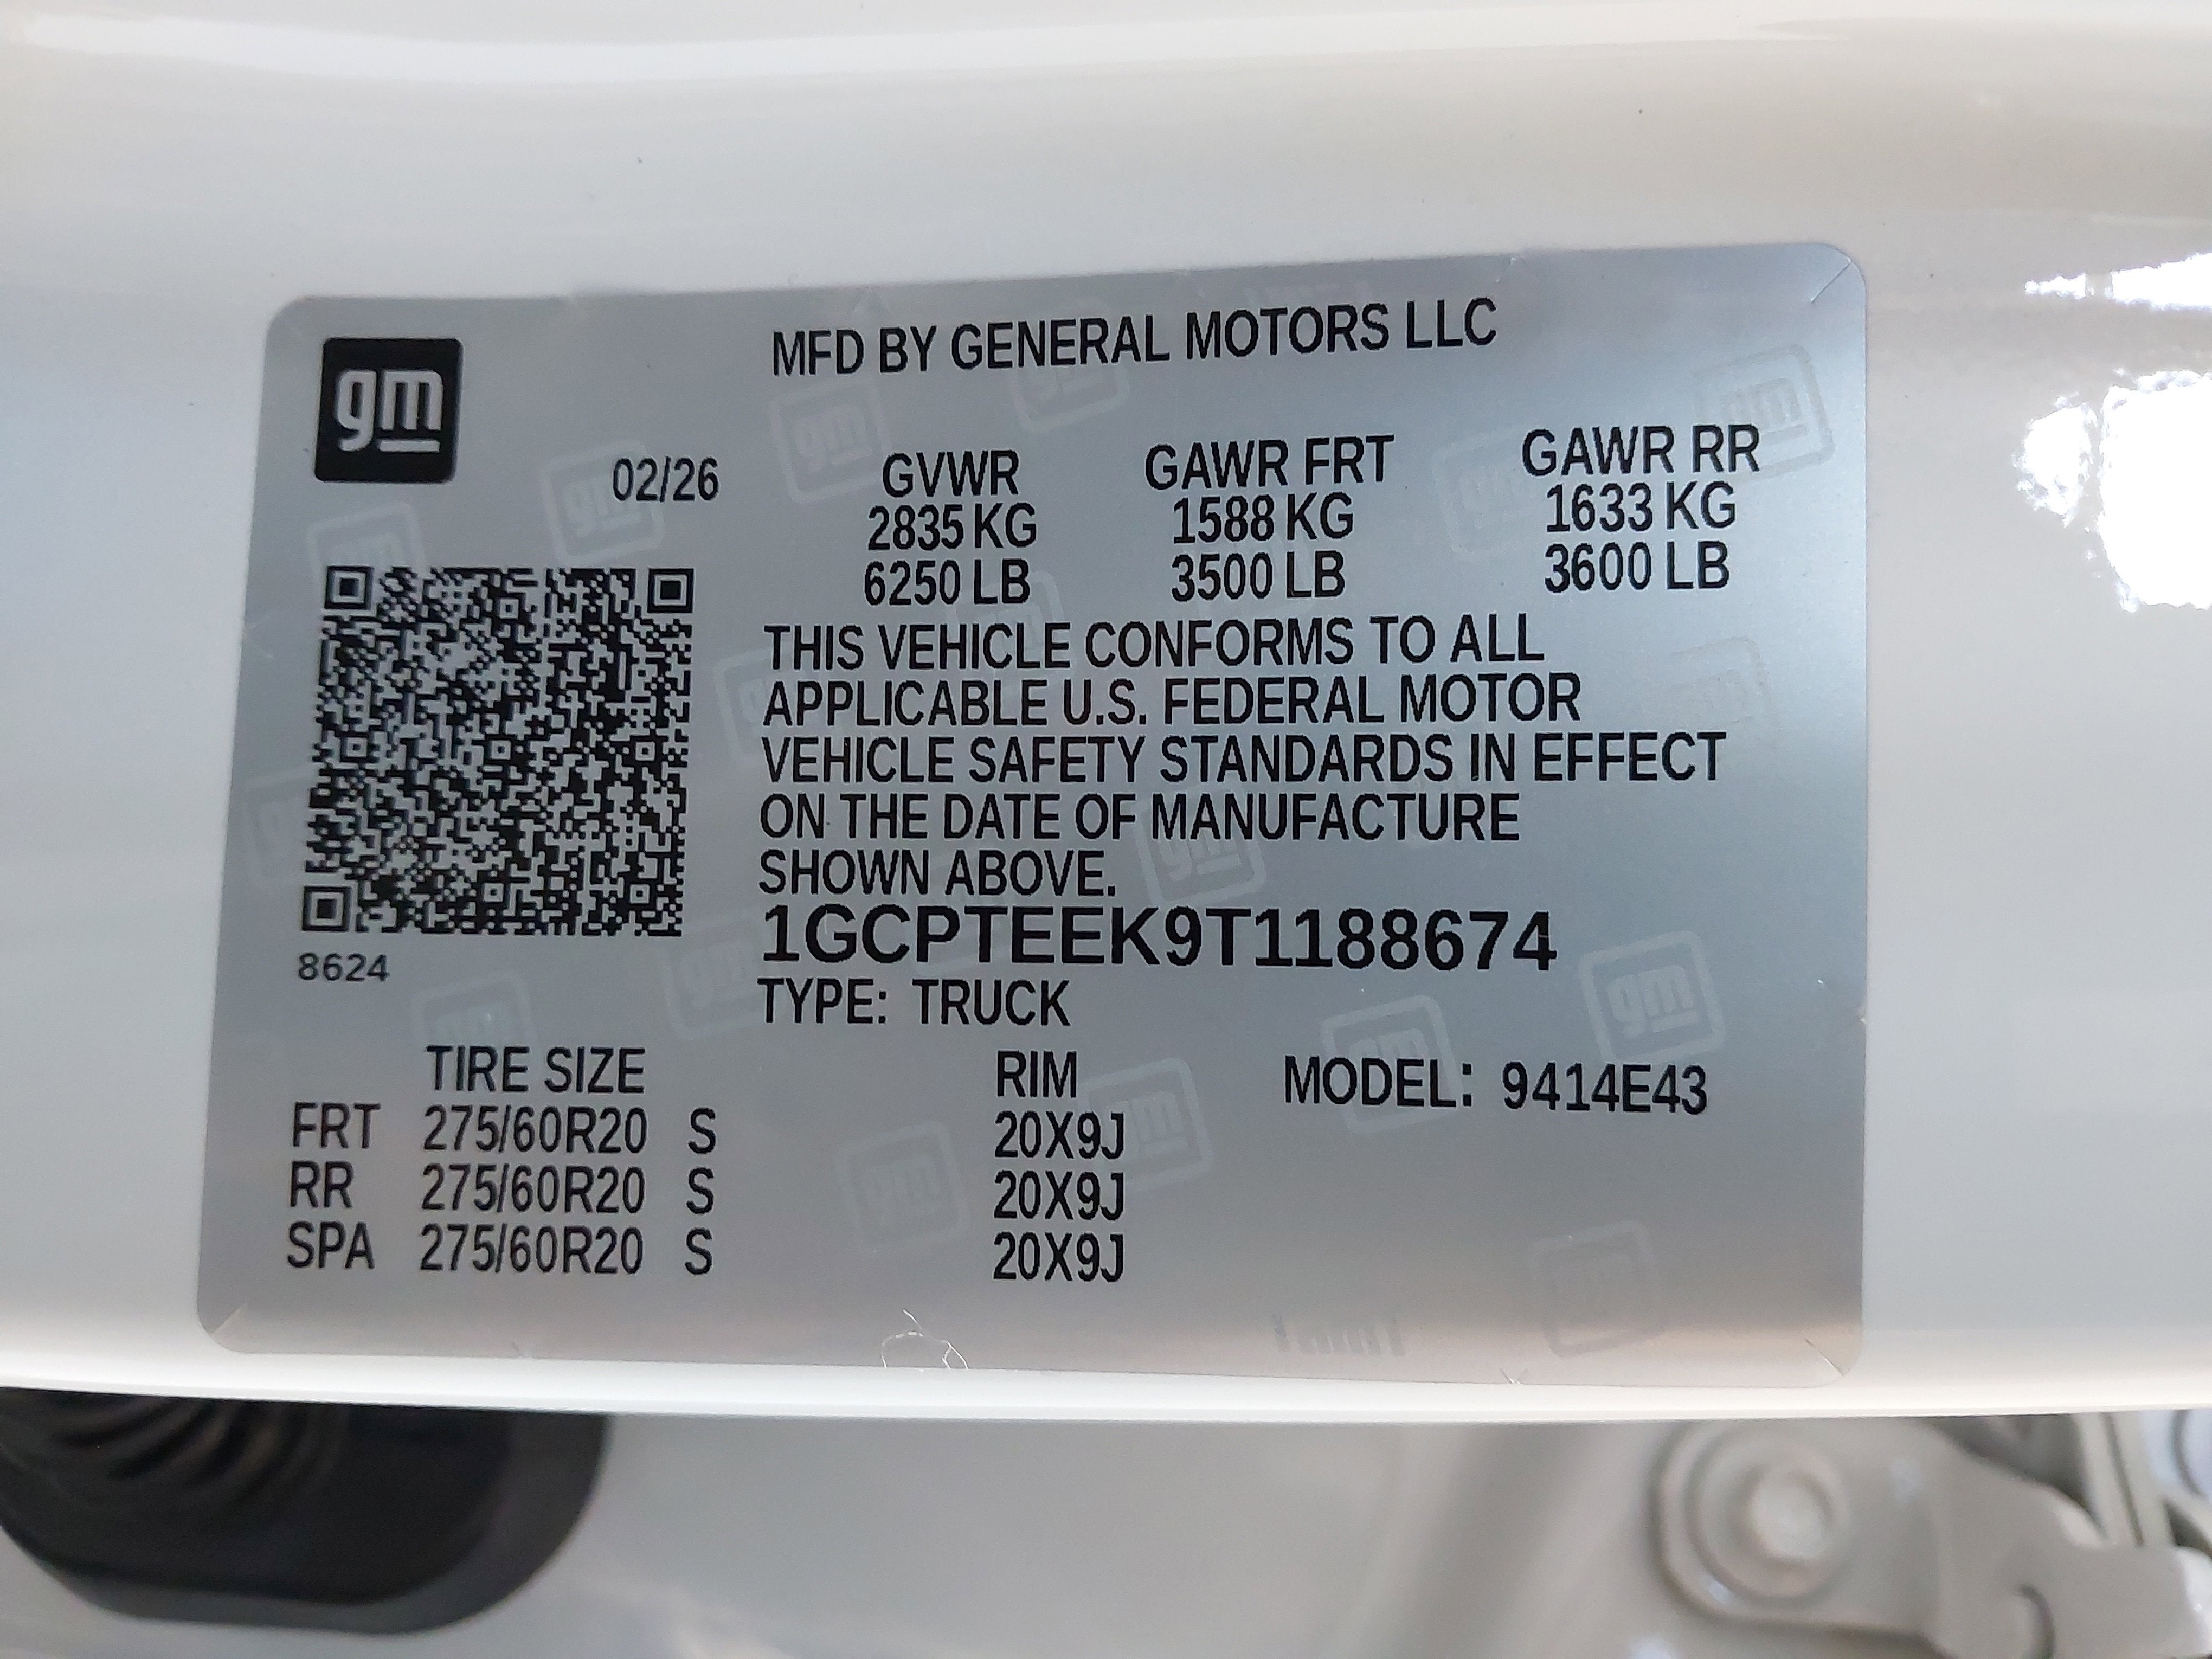 gm
MFD BY GENERAL MOTORS LLC
02/26
GVWR GAWR FRT GAWR RR
2835 KG 1588 KG 1633 KG
6250 LB 3500 LB 3600 LB
THIS VEHICLE CONFORMS TO ALL
APPLICABLE U.S. FEDERAL MOTOR
VEHICLE SAFETY STANDARDS IN EFFECT
ON THE DATE OF MANUFACTURE
SHOWN ABOVE.
1GCPTEEK9T1188674
8624
TYPE: TRUCK
TIRE SIZE RIM MODEL: 9414E43
FRT 275/60R20 S 20X9J
RR 275/60R20 S 20X9J
SPA 275/60R20 S 20X9J